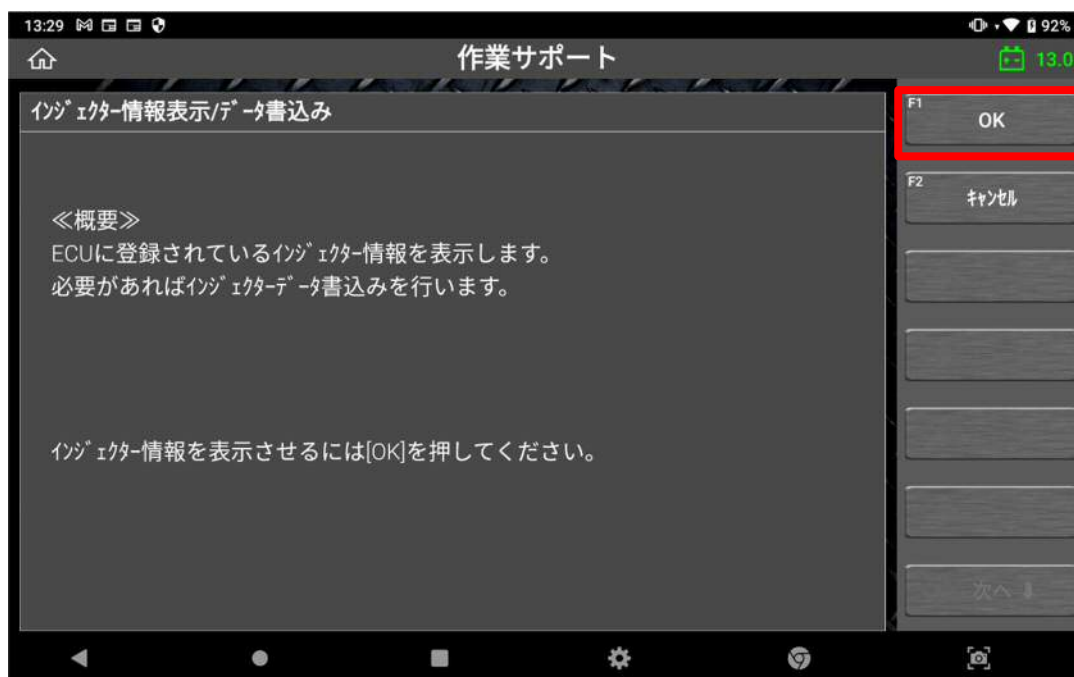 13:29
92%
作業サポート
13.0
インジェクター情報表示/データ書込み
≪概要≫
ECUに登録されているインジェクター情報を表示します。
必要があればインジェクターデータ書込みを行います。
インジェクター情報を表示させるには[OK]を押してください。
F1
OK
F2
キャンセル
次へ ⬇